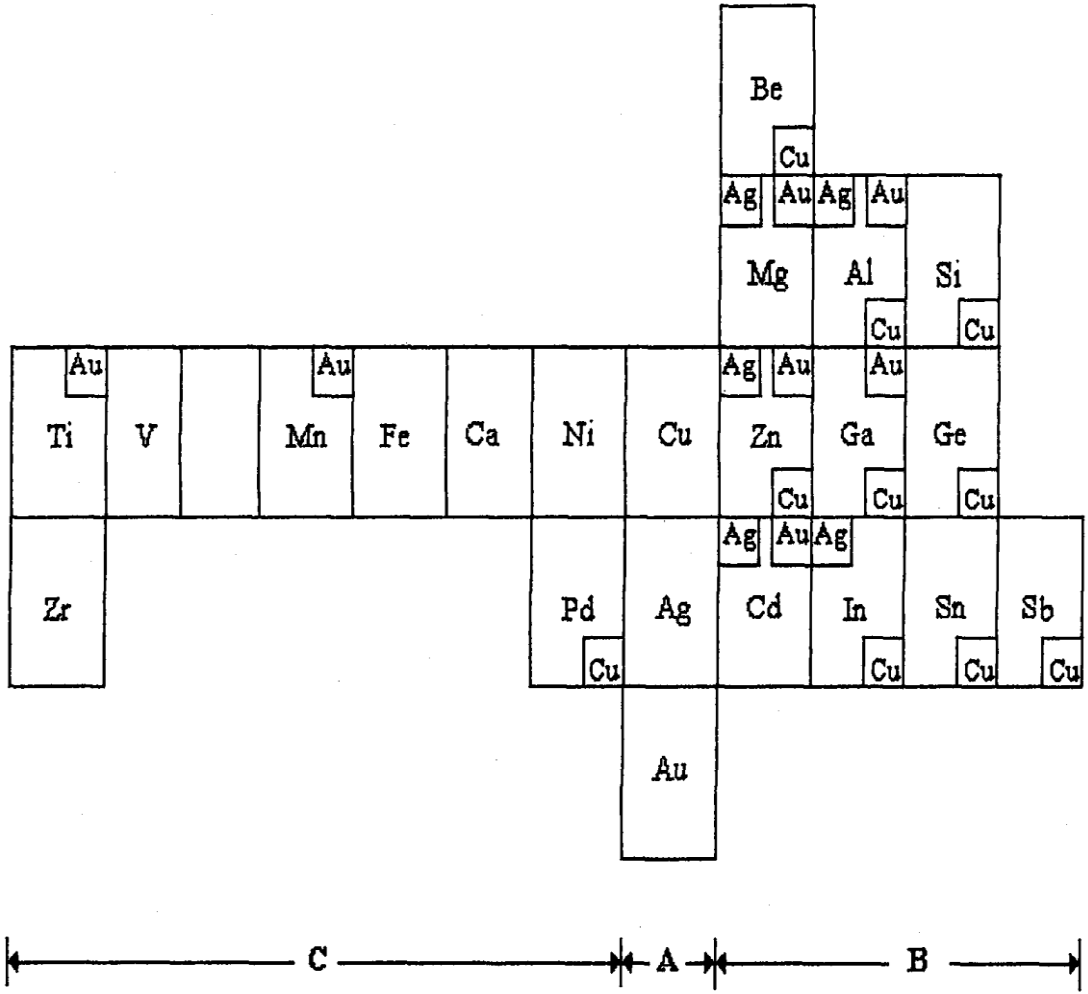 Be
Cu
Ag Au Ag Au
Mg Al Si
Cu Cu
Au Au Ag Au Au
Ti V Mn Fe Ca Ni Cu Zn Ga Ge
Cu Cu Cu
Ag Au Ag
Zr Pd Ag Cd In Sn Sb
Cu Cu Cu Cu
Au
C A B